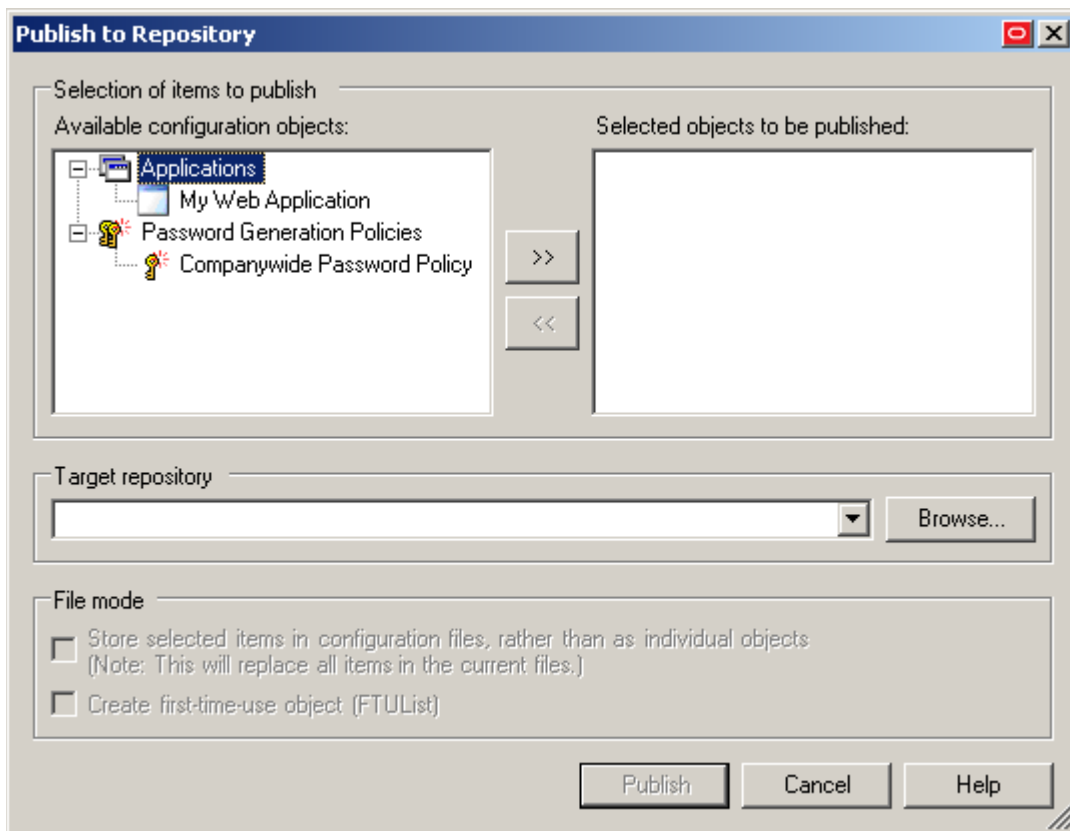 Publish to Repository
Selection of items to publish
Available configuration objects:
Selected objects to be published:
Applications
My Web Application
Password Generation Policies
Companywide Password Policy
>>
<<
Target repository
Browse...
File mode
Store selected items in configuration files, rather than as individual objects
(Note: This will replace all items in the current files.)
Create first-time-use object (FTUList)
Publish
Cancel
Help